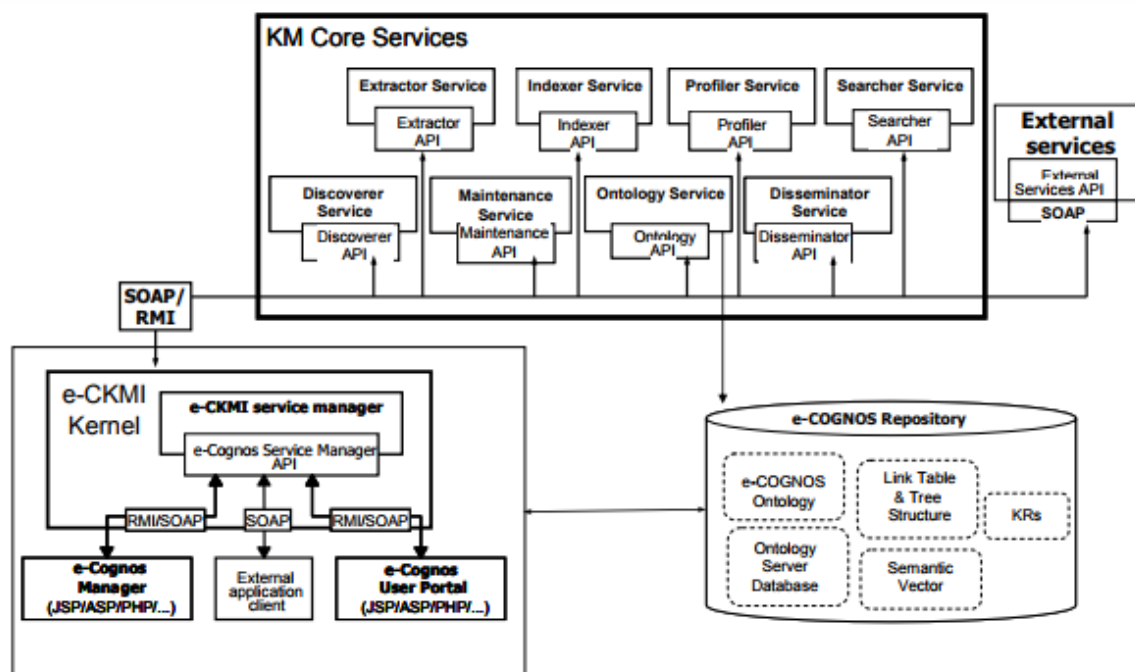 KM Core Services
Extractor Service
Extractor
API
Indexer Service
Indexer
API
Profiler Service
Profiler
API
Searcher Service
Searcher
API
External
services
External
Services API
SOAP
Discoverer
Service
Discoverer
API
Maintenance
Service
Maintenance
API
Ontology Service
Ontology
API
Disseminator
Service
Disseminator
API
SOAP/
RMI
e-CKMI
Kernel
e-CKMI service manager
e-Cognos Service Manager
API
RMI/SOAP
SOAP
RMI/SOAP
e-Cognos
Manager
(JSP/ASP/PHP/...)
External
application
client
e-Cognos
User Portal
(JSP/ASP/PHP/...)
e-COGNOS Repository
e-COGNOS
Ontology
Link Table
& Tree
Structure
KRs
Ontology
Server
Database
Semantic
Vector